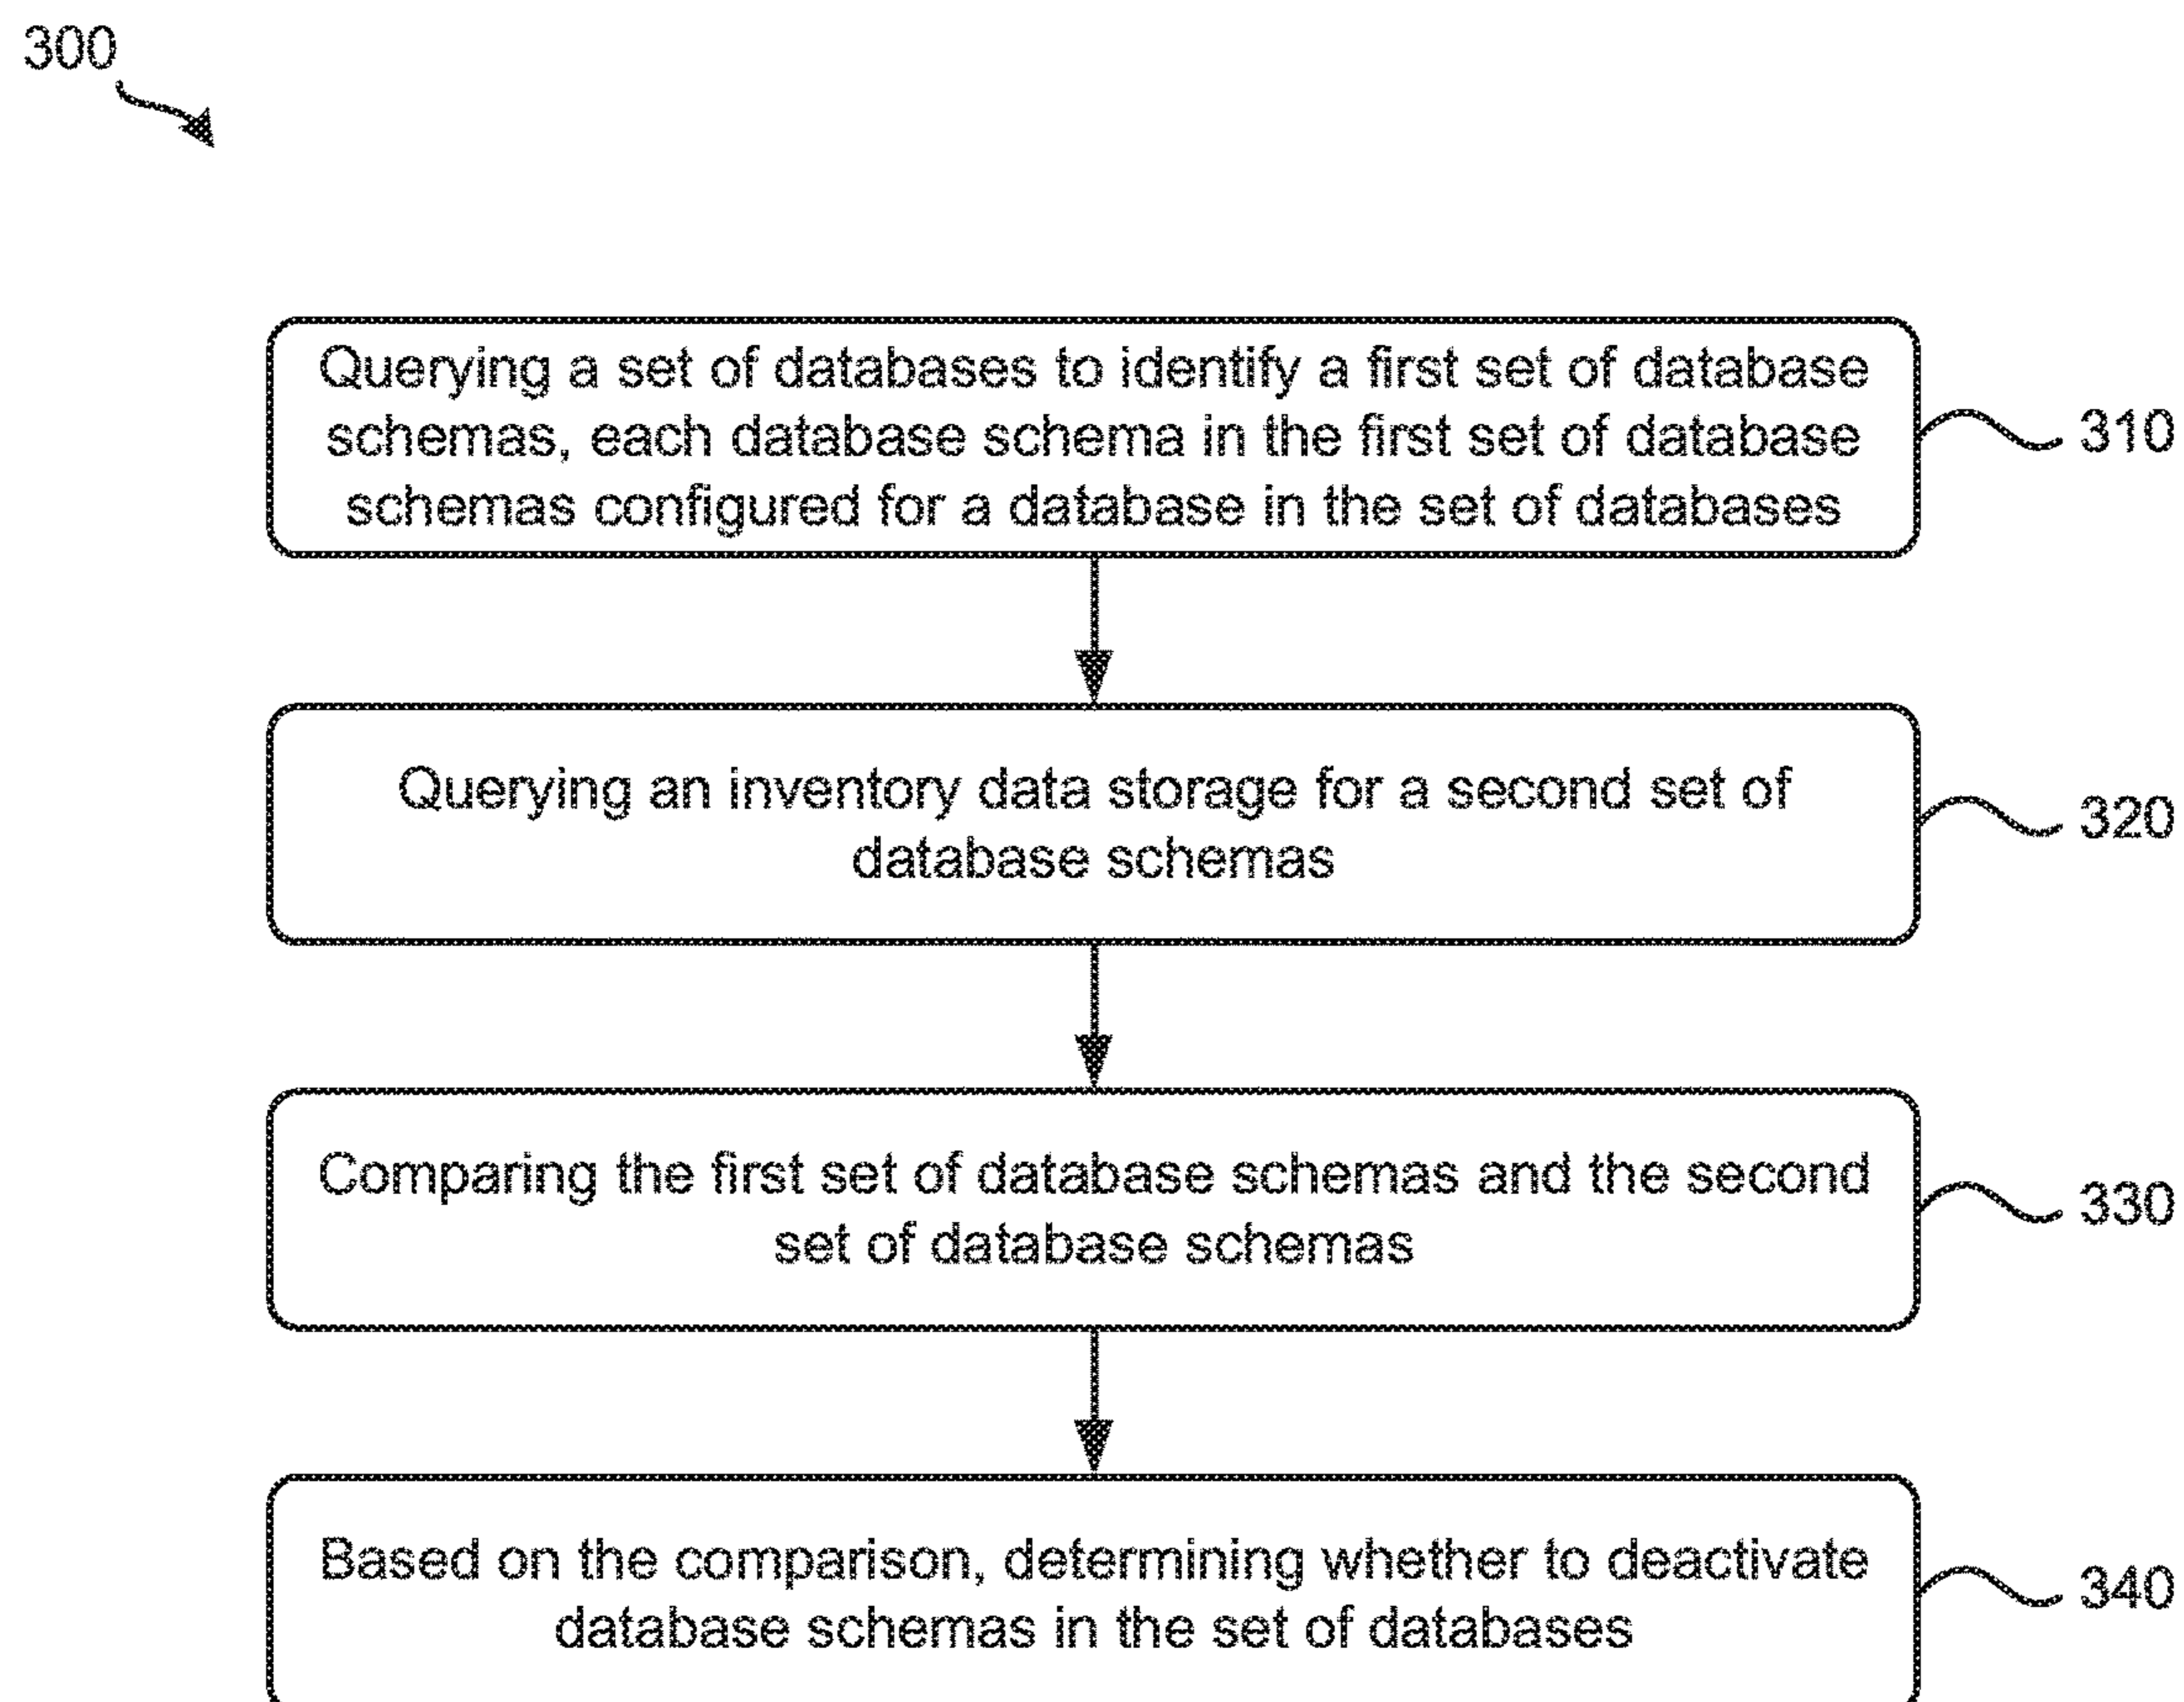 300
Querying a set of databases to identify a first set of database
schemas, each database schema in the first set of database
schemas configured for a database in the set of databases
310
Querying an inventory data storage for a second set of
database schemas
320
Comparing the first set of database schemas and the second
set of database schemas
330
Based on the comparison, determining whether to deactivate
database schemas in the set of databases
340